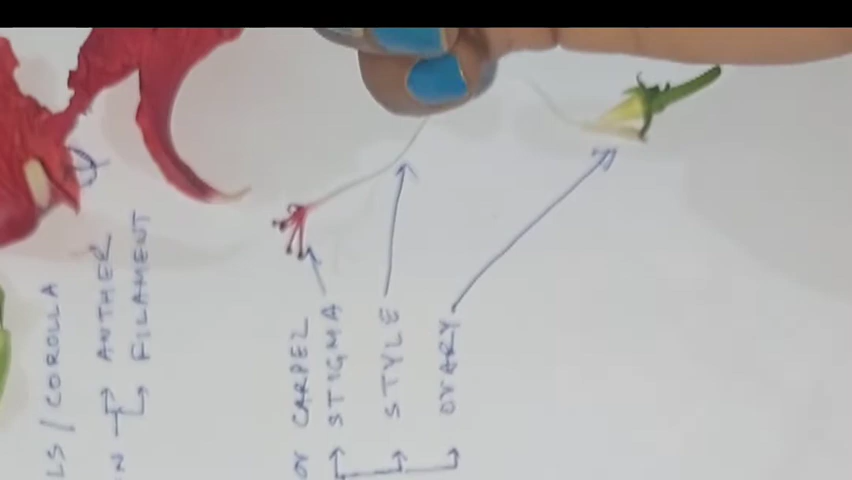 LS / COROLLA
N ANTHER
FILAMENT
or CARPEL
STIGMA
STYLE
OVARY